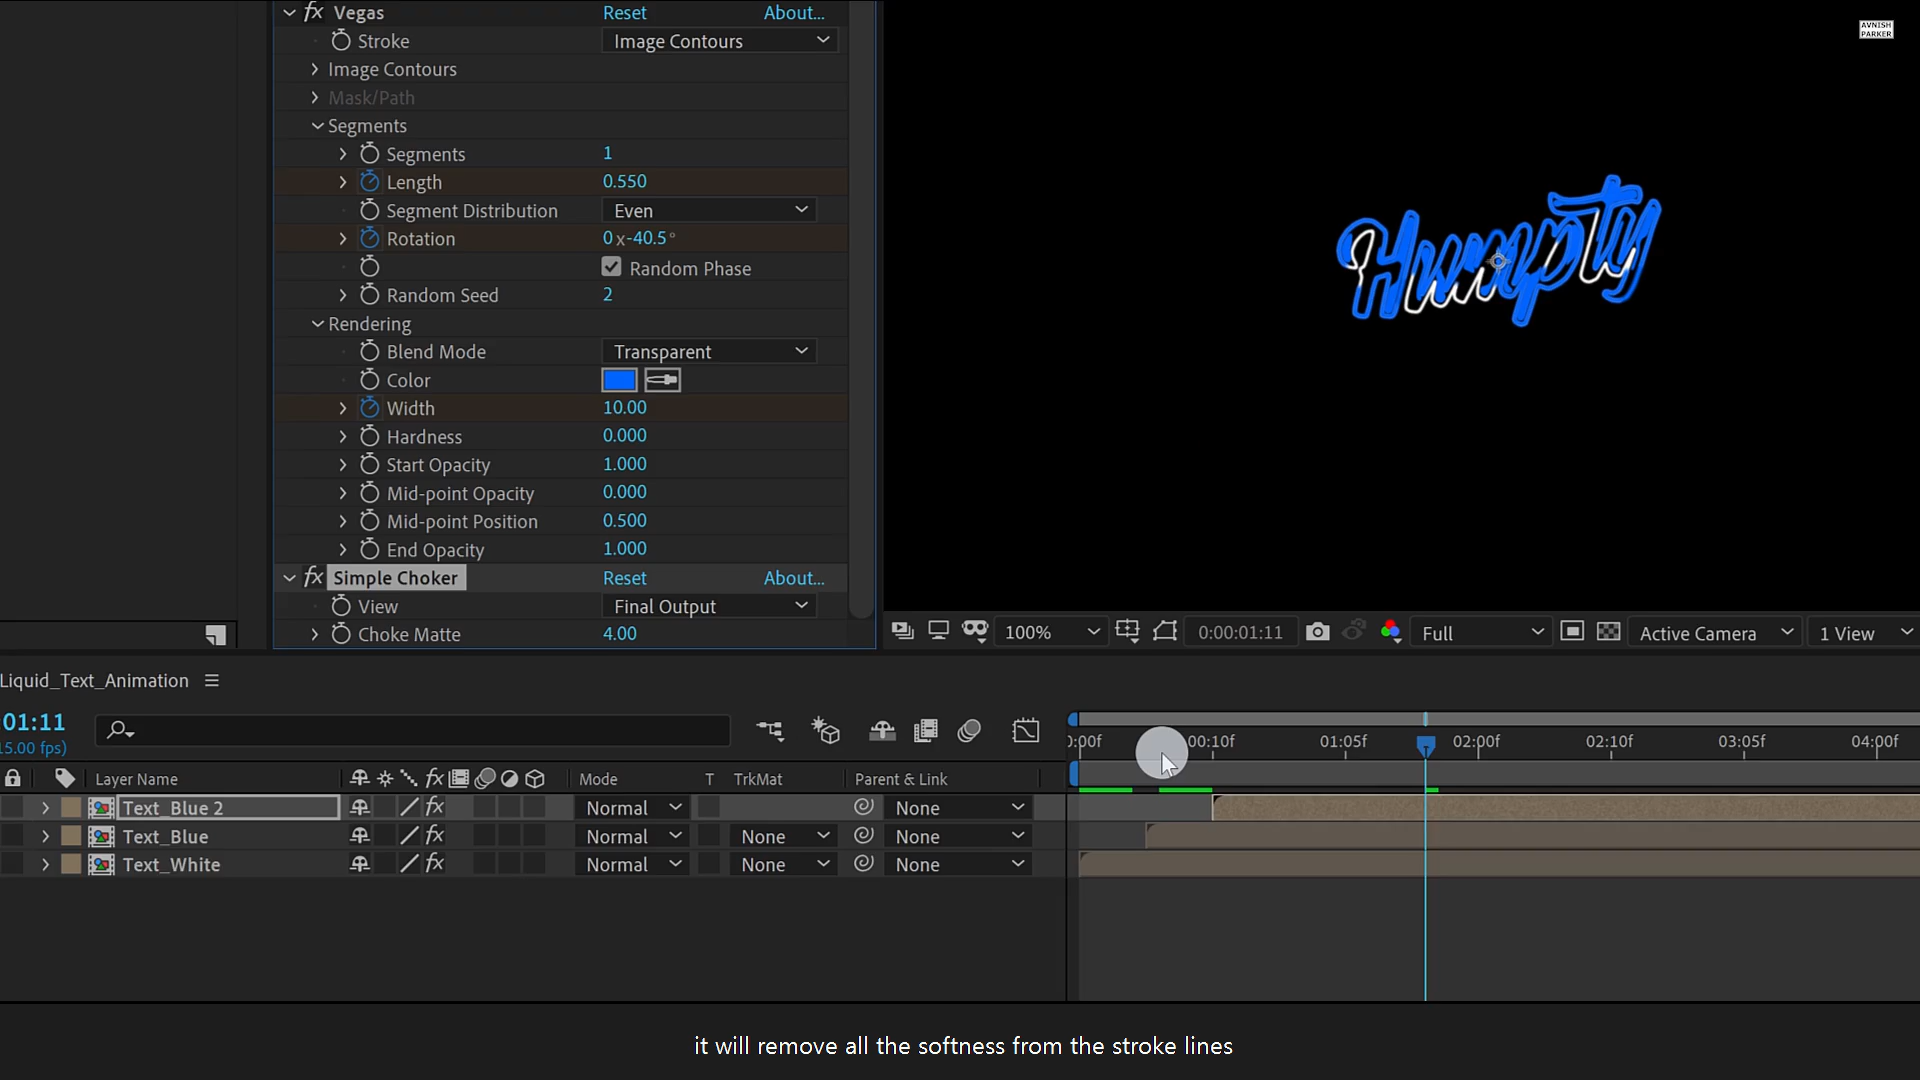 fx Vegas Reset About...
Stroke Image Contours
Image Contours
Mask/Path
Segments
Segments 1
Length 0.550
Segment Distribution Even
Rotation 0x-40.5°
Random Phase
Random Seed 2
Rendering
Blend Mode Transparent
Color
Width 10.00
Hardness 0.000
Start Opacity 1.000
Mid-point Opacity 0.000
Mid-point Position 0.500
End Opacity 1.000
fx Simple Choker Reset About...
View Final Output
Choke Matte 4.00
AVNISH
PARKER
Humpty
100% 0:00:01:11 Full Active Camera 1 View
Liquid_Text_Animation
01:11
15.00 fps)
0:00f 00:10f 01:05f 02:00f 02:10f 03:05f 04:00f
Layer Name fx Mode T TrkMat Parent & Link
Text_Blue 2 fx Normal None
Text_Blue fx Normal None None
Text_White fx Normal None None
it will remove all the softness from the stroke lines